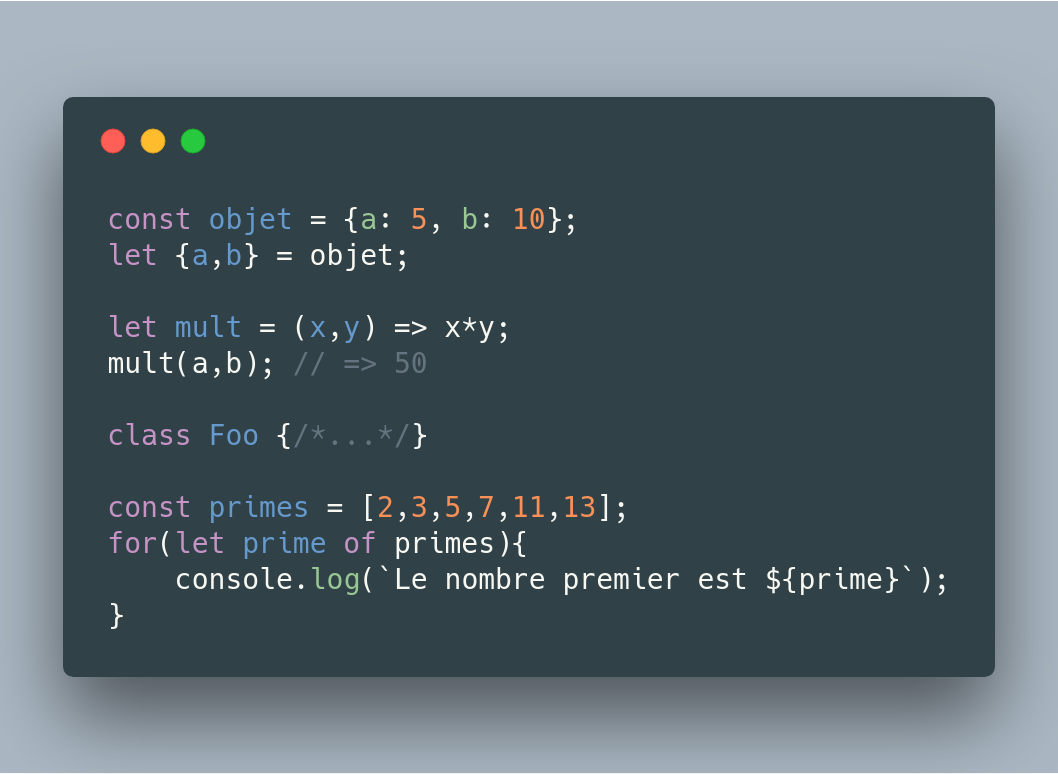 const objet = {a: 5, b: 10};
let {a,b} = objet;
let mult = (x,y) => x*y;
mult(a,b); // => 50
class Foo {/*...*/}
const primes = [2,3,5,7,11,13];
for(let prime of primes){
    console.log(`Le nombre premier est ${prime}`);
}